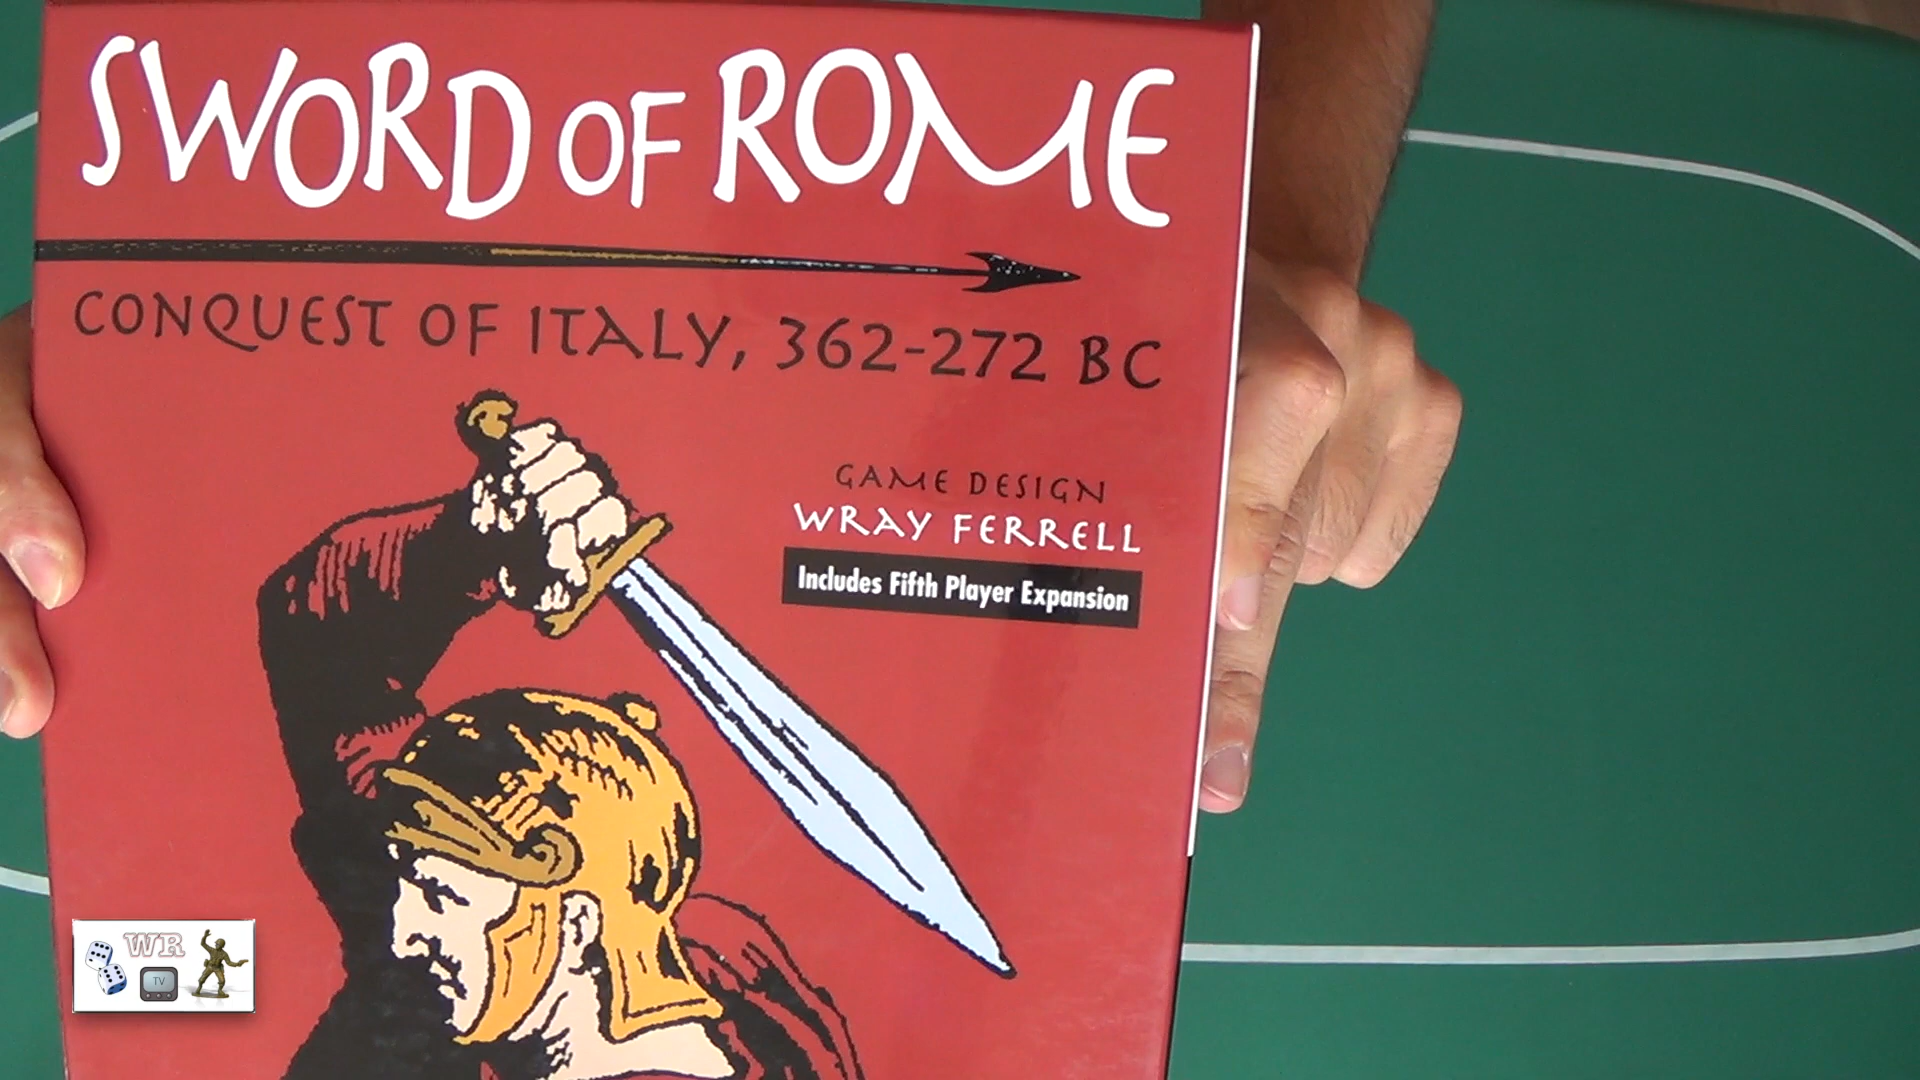 SWORD OF ROME
CONQUEST OF ITALY, 362-272 BC
GAME DESIGN
WRAY FERRELL
Includes Fifth Player Expansion
WR
TV